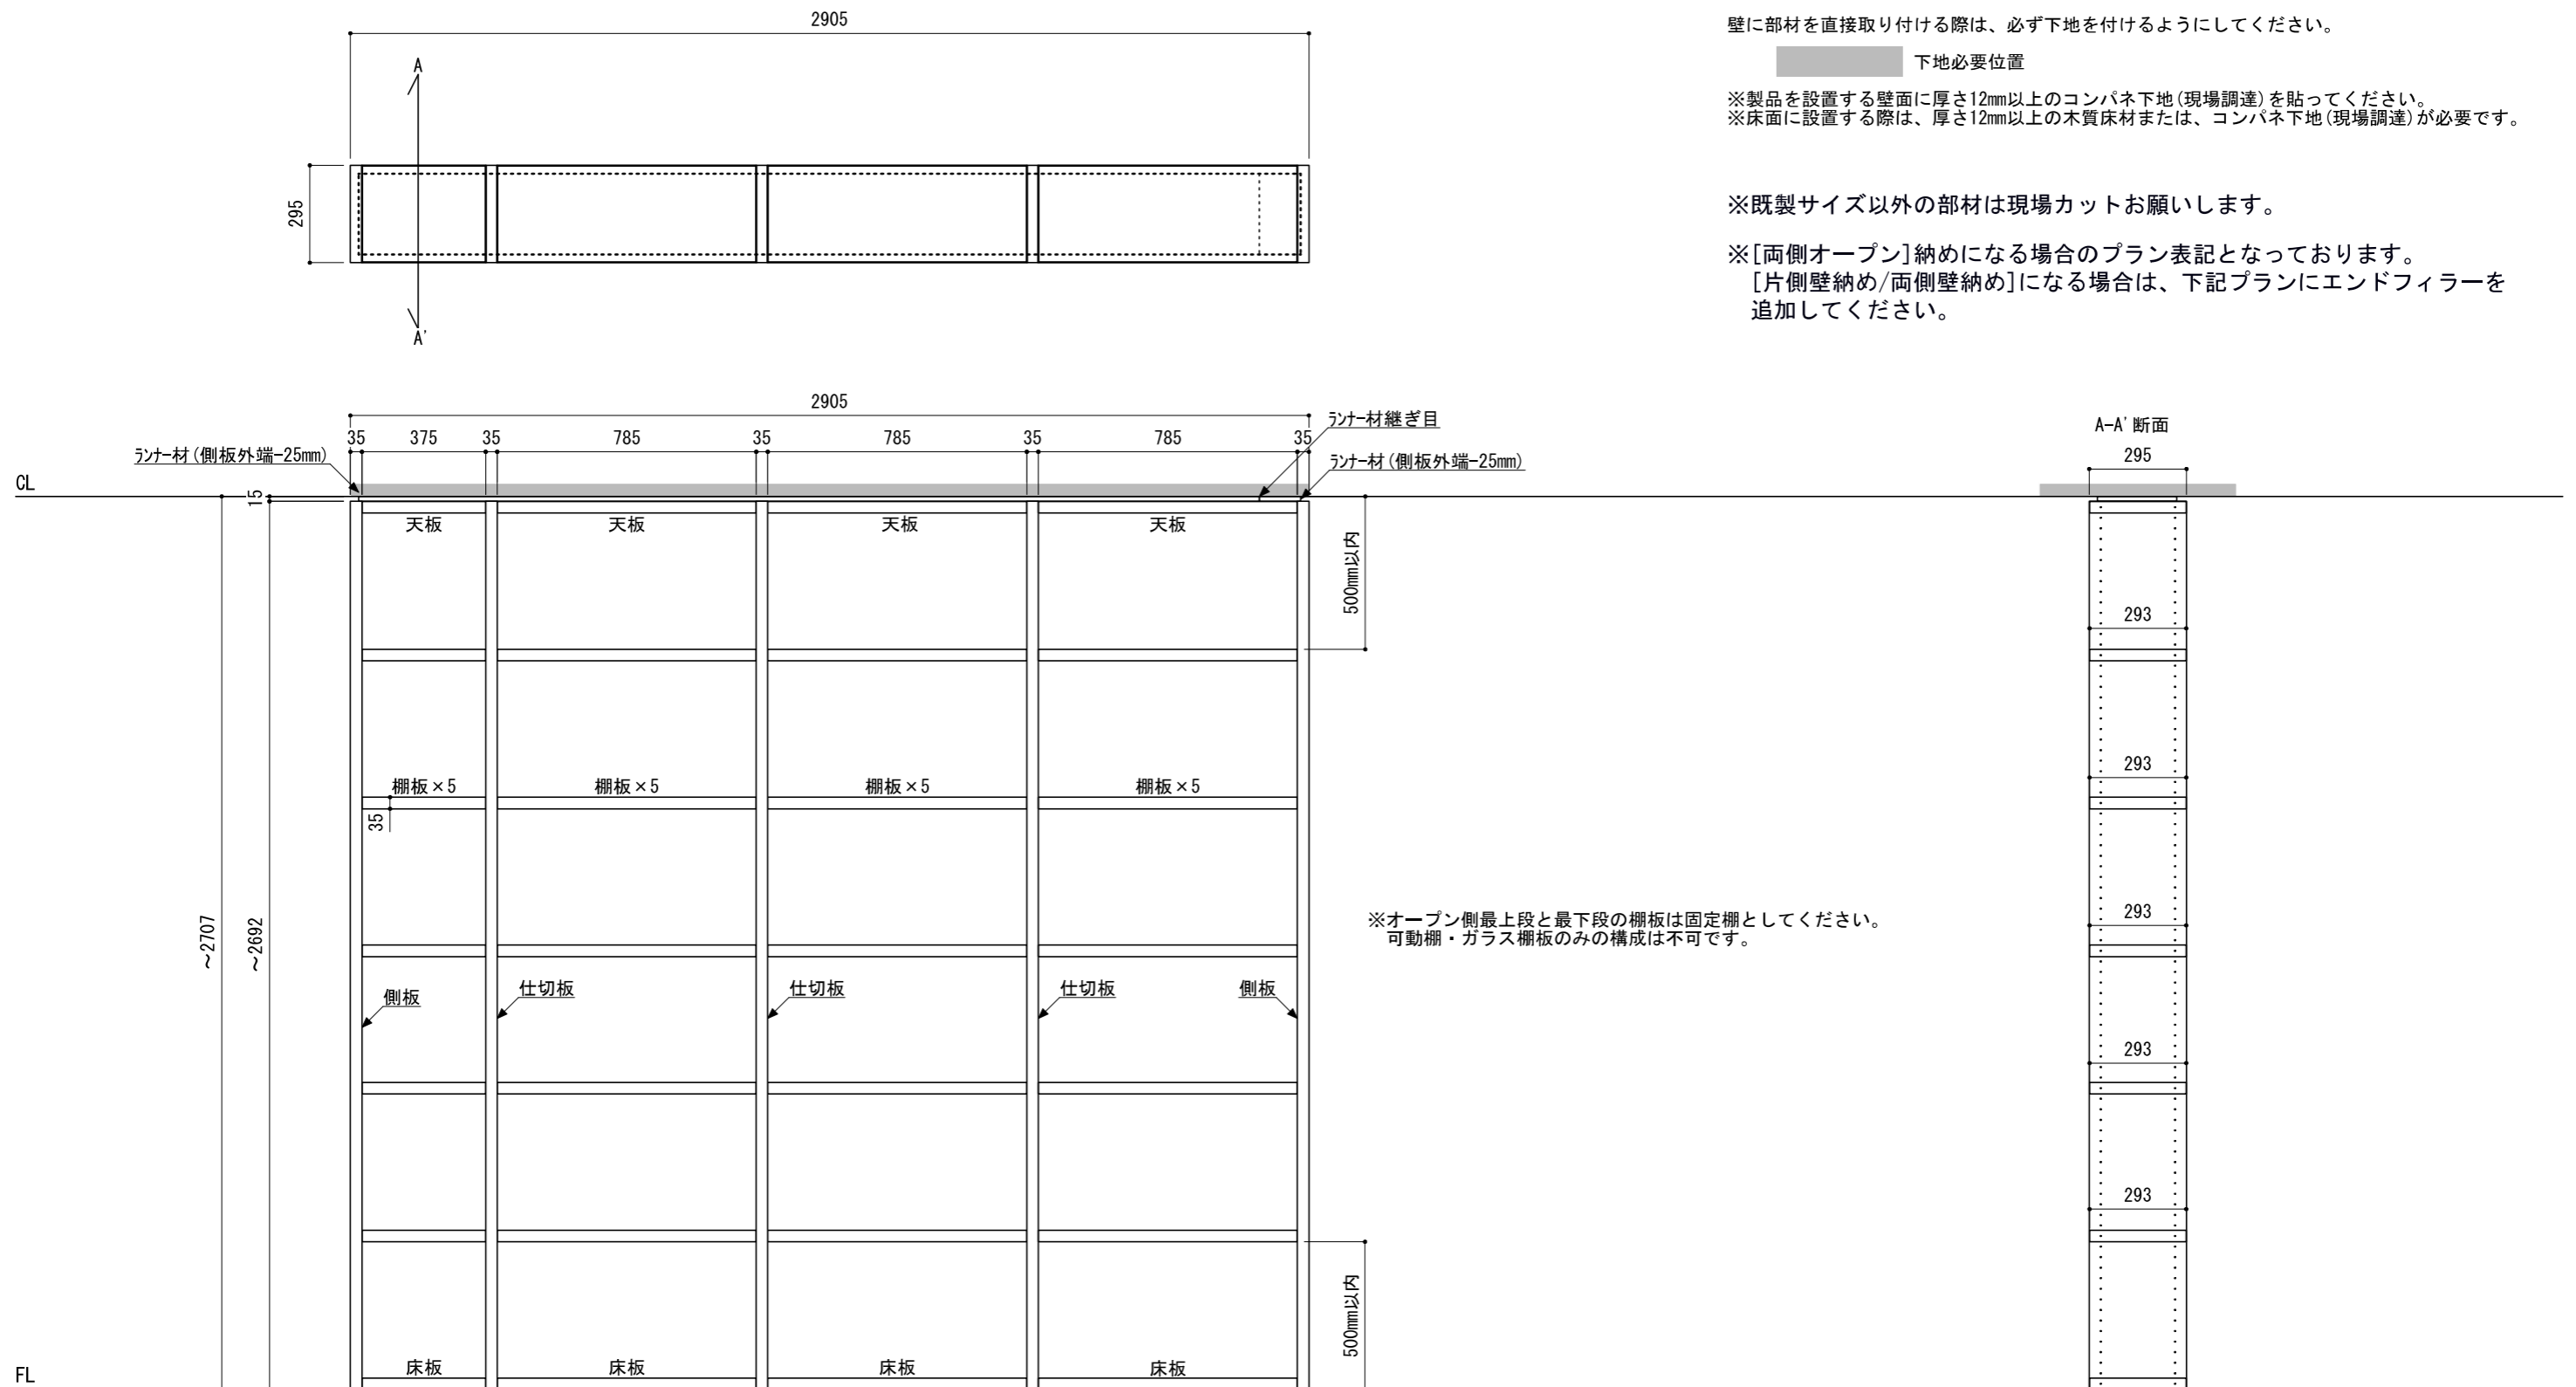 2905
A
295
A'
壁に部材を直接取り付ける際は、必ず下地を付けるようにしてください。
下地必要位置
※製品を設置する壁面に厚さ12mm以上のコンパネ下地(現場調達)を貼ってください。
※床面に設置する際は、厚さ12mm以上の木質床材または、コンパネ下地(現場調達)が必要です。
※既製サイズ以外の部材は現場カットお願いします。
※[両側オープン]納めになる場合のプラン表記となっております。
[片側壁納め/両側壁納め]になる場合は、下記プランにエンドフィラーを
追加してください。
2905
ﾗﾝﾅｰ材継ぎ目
35 375 35 785 35 785 35 785 35
ﾗﾝﾅｰ材(側板外端-25mm)
ﾗﾝﾅｰ材(側板外端-25mm)
CL
15
天板 天板 天板 天板
500mm以内
棚板×5 棚板×5 棚板×5 棚板×5
35
~2707
~2692
※オープン側最上段と最下段の棚板は固定棚としてください。
可動棚・ガラス棚板のみの構成は不可です。
側板 仕切板 仕切板 仕切板 側板
500mm以内
床板 床板 床板 床板
FL
A-A'断面
295
293
293
293
293
293